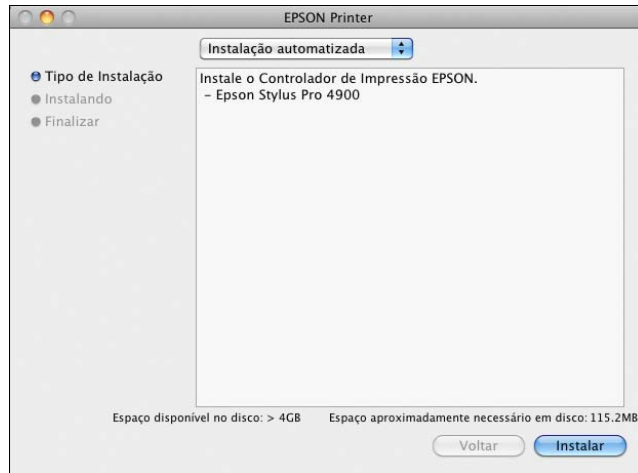 EPSON Printer
Instalação automatizada
Tipo de Instalação
Instalando
Finalizar
Instale o Controlador de Impressão EPSON.
– Epson Stylus Pro 4900
Espaço disponível no disco: > 4GB
Espaço aproximadamente necessário em disco: 115.2MB
Voltar
Instalar